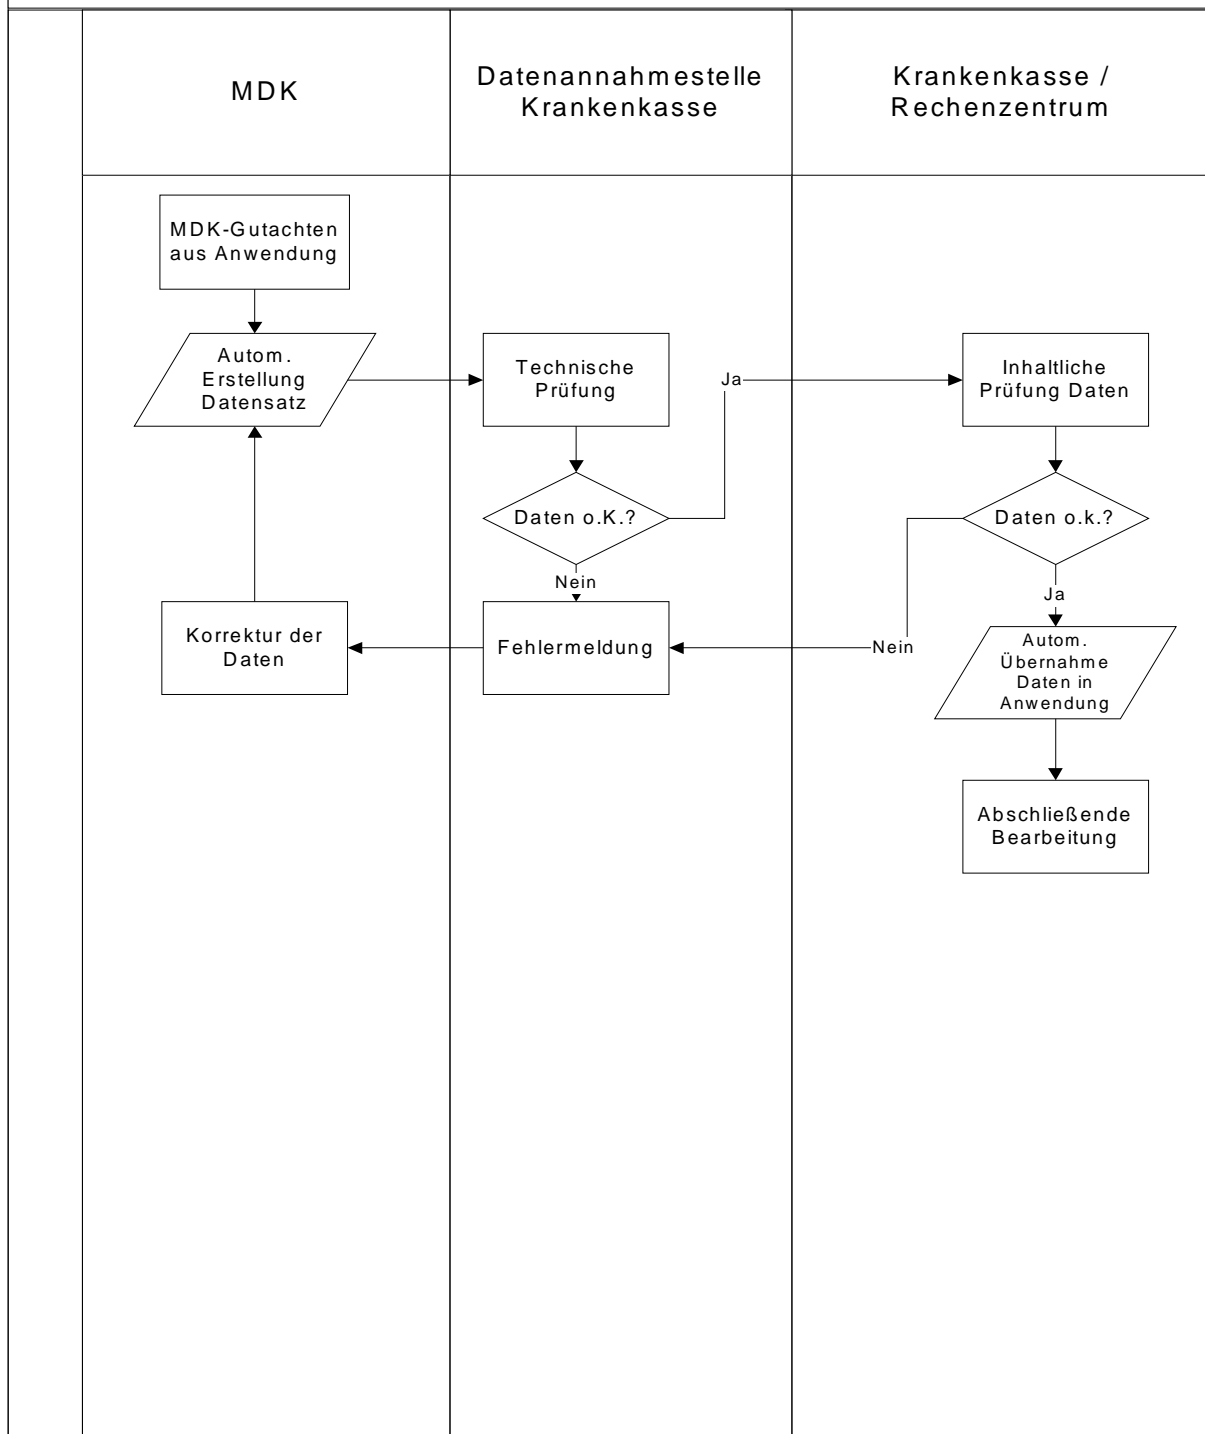 MDK
Datenannahmestelle
Krankenkasse
Krankenkasse /
Rechenzentrum
MDK-Gutachten
aus Anwendung
Autom.
Erstellung
Datensatz
Technische
Prüfung
Ja
Inhaltliche
Prüfung Daten
Daten o.K.?
Daten o.k.?
Nein
Ja
Korrektur der
Daten
Fehlermeldung
Nein
Autom.
Übernahme
Daten in
Anwendung
Abschließende
Bearbeitung